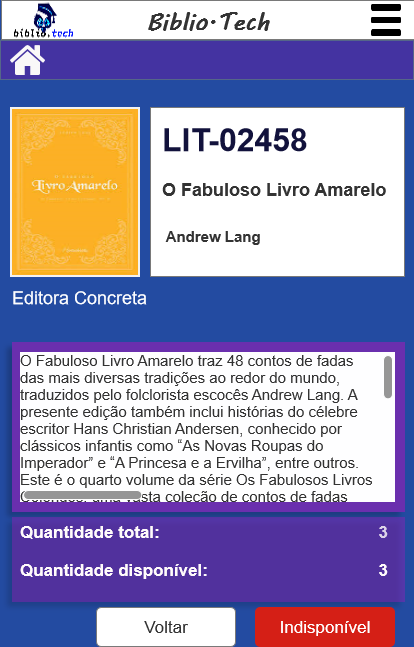 biblio.tech
Biblio·Tech
Livro Amarelo
LIT-02458
O Fabuloso Livro Amarelo
Andrew Lang
Editora Concreta
O Fabuloso Livro Amarelo traz 48 contos de fadas
das mais diversas tradições ao redor do mundo,
traduzidos pelo folclorista escocês Andrew Lang. A
presente edição também inclui histórias do célebre
escritor Hans Christian Andersen, conhecido por
clássicos infantis como “As Novas Roupas do
Imperador” e “A Princesa e a Ervilha”, entre outros.
Este é o quarto volume da série Os Fabulosos Livros
Coloridos, uma vasta coleção de contos de fadas
Quantidade total: 3
Quantidade disponível: 3
Voltar
Indisponível